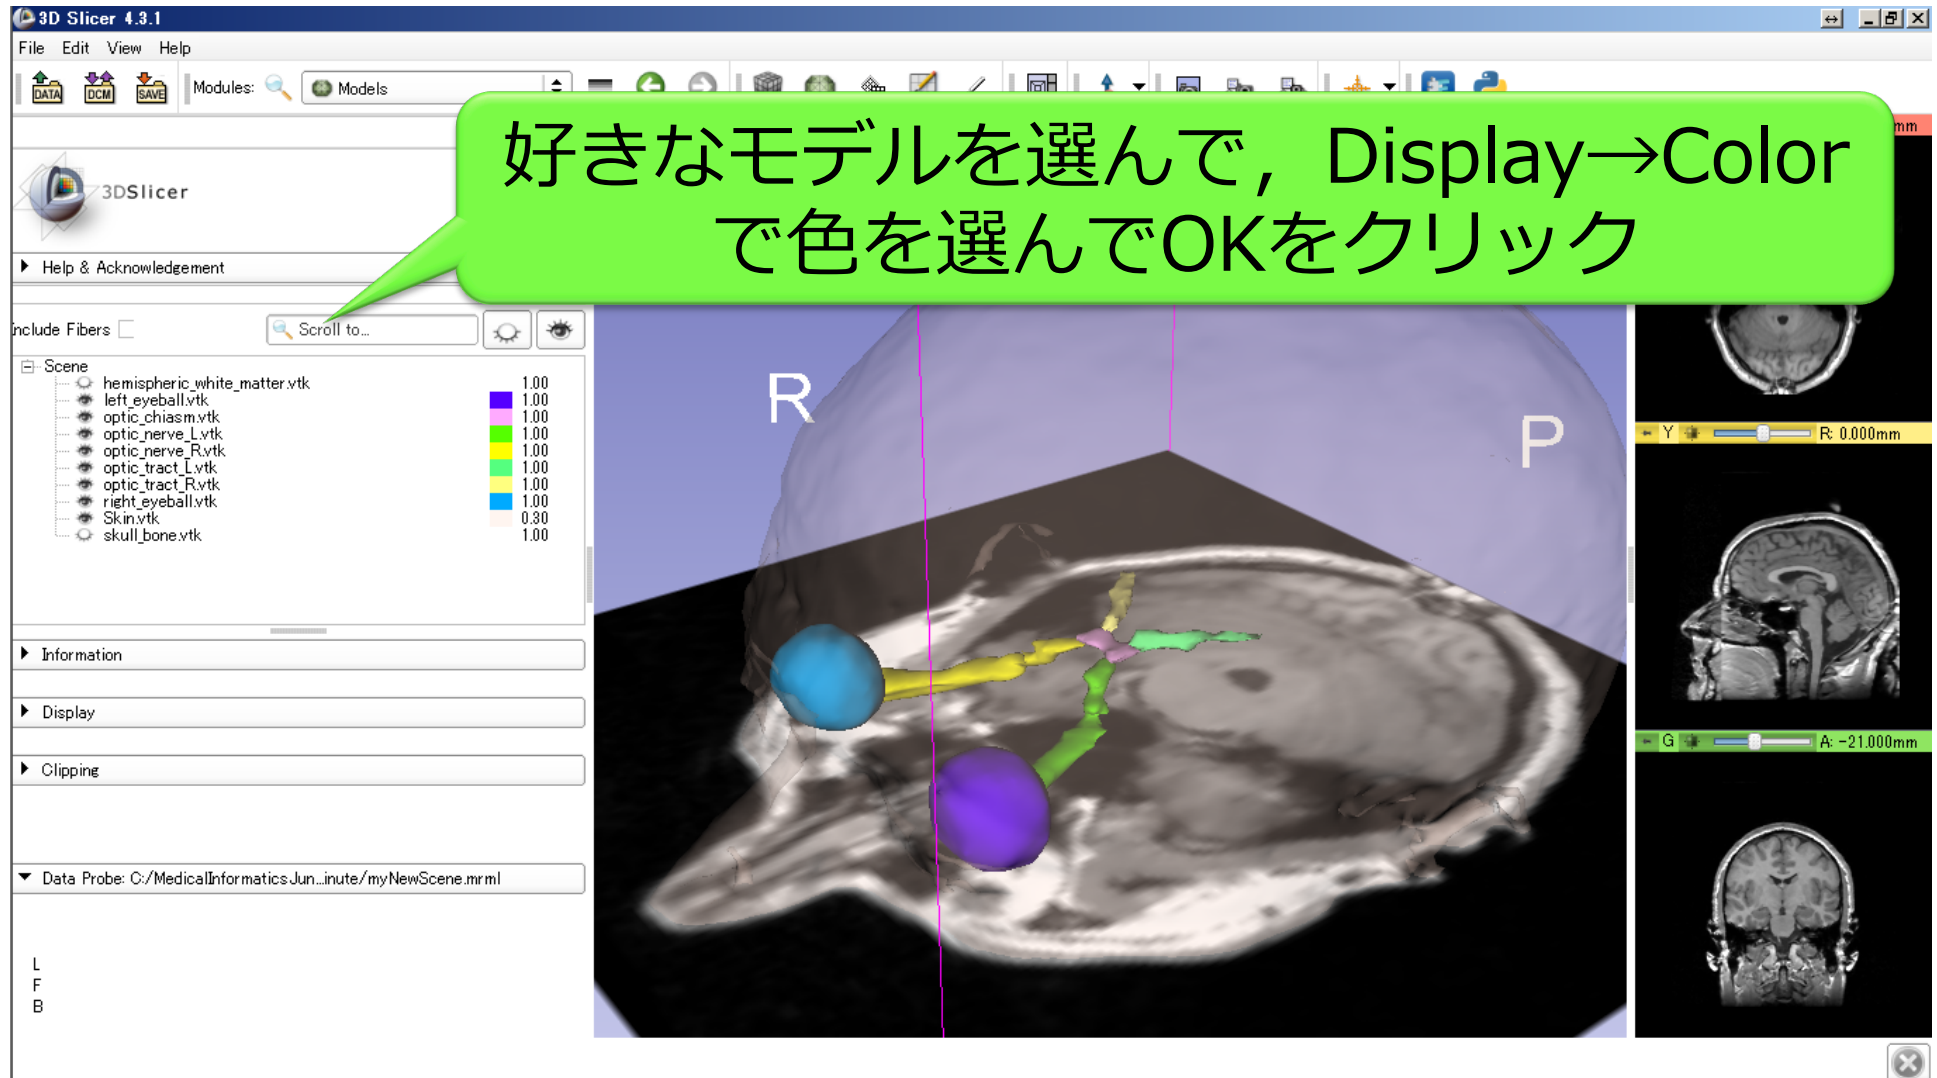 3D Slicer 4.3.1
File Edit View Help
DATA DCM SAVE Modules: Models
好きなモデルを選んで，Display→Color
で色を選んでOKをクリック
mm
3DSlicer
Help & Acknowledgement
Include Fibers Scroll to...
Scene
hemispheric_white_matter.vtk 1.00
left_eyeball.vtk 1.00
optic_chiasm.vtk 1.00
optic_nerve_L.vtk 1.00
optic_nerve_R.vtk 1.00
optic_tract_L.vtk 1.00
optic_tract_R.vtk 1.00
right_eyeball.vtk 1.00
Skin.vtk 0.30
skull_bone.vtk 1.00
Information
Display
Clipping
Data Probe: C:/MedicalInformaticsJun...inute/myNewScene.mrml
L
F
B
R
P
Y R: 0.000mm
G A: -21.000mm